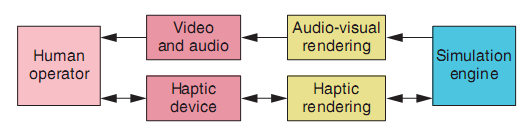 Human
operator
Video
and audio
Audio-visual
rendering
Simulation
engine
Haptic
device
Haptic
rendering